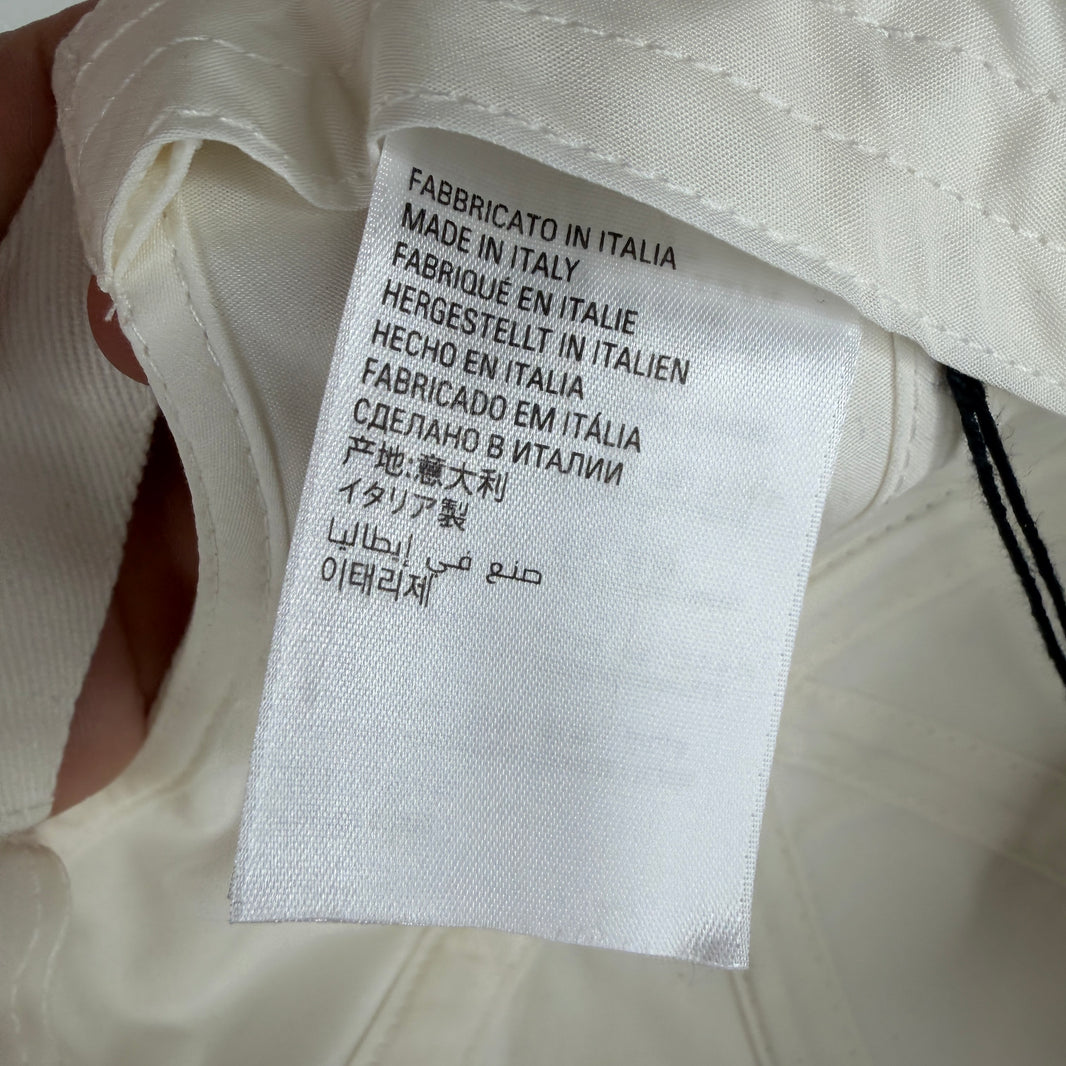 FABBRICATO IN ITALIA
MADE IN ITALY
FABRIQUÉ EN ITALIE
HERGESTELLT IN ITALIEN
HECHO EN ITALIA
FABRICADO EM ITÁLIA
СДЕЛАНО В ИТАЛИИ
产地:意大利
イタリア製
صنع في إيطاليا
이태리제